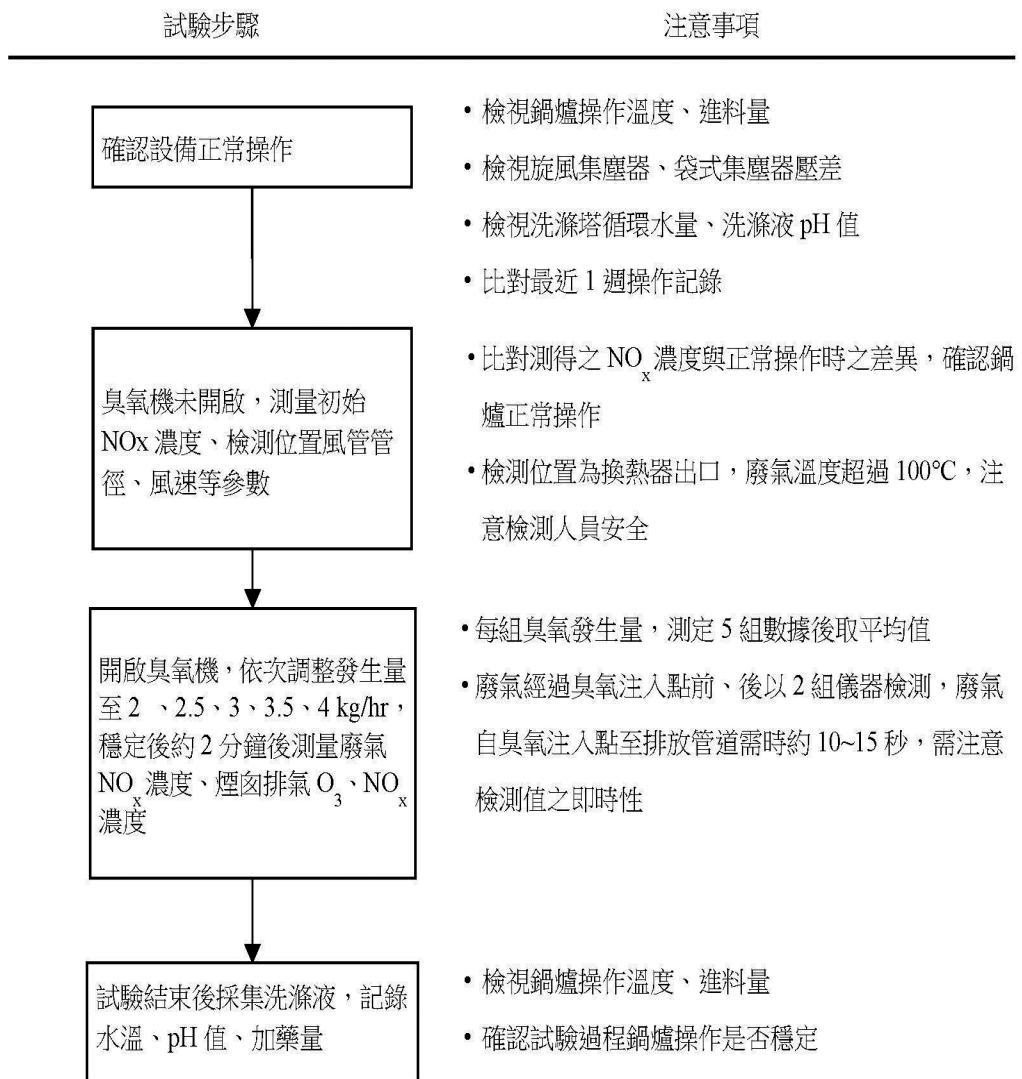 試驗步驟
注意事項
確認設備正常操作
•檢視鍋爐操作溫度、進料量
•檢視旋風集塵器、袋式集塵器壓差
•檢視洗滌塔循環水量、洗滌液 pH 值
•比對最近 1 週操作記錄
臭氧機未開啟，測量初始
NOx 濃度、檢測位置風管管
徑、風速等參數
•比對測得之 NOx 濃度與正常操作時之差異，確認鍋
爐正常操作
•檢測位置為換熱器出口，廢氣溫度超過 100℃，注
意檢測人員安全
開啟臭氧機，依次調整發生量
至 2 、2.5、3、3.5、4 kg/hr，
穩定後約 2 分鐘後測量廢氣
NOx 濃度、煙囪排氣 O3、NOx
濃度
•每組臭氧發生量，測定 5 組數據後取平均值
•廢氣經過臭氧注入點前、後以 2 組儀器檢測，廢氣
自臭氧注入點至排放管道需時約 10~15 秒，需注意
檢測值之即時性
試驗結束後採集洗滌液，記錄
水溫、pH 值、加藥量
•檢視鍋爐操作溫度、進料量
•確認試驗過程鍋爐操作是否穩定